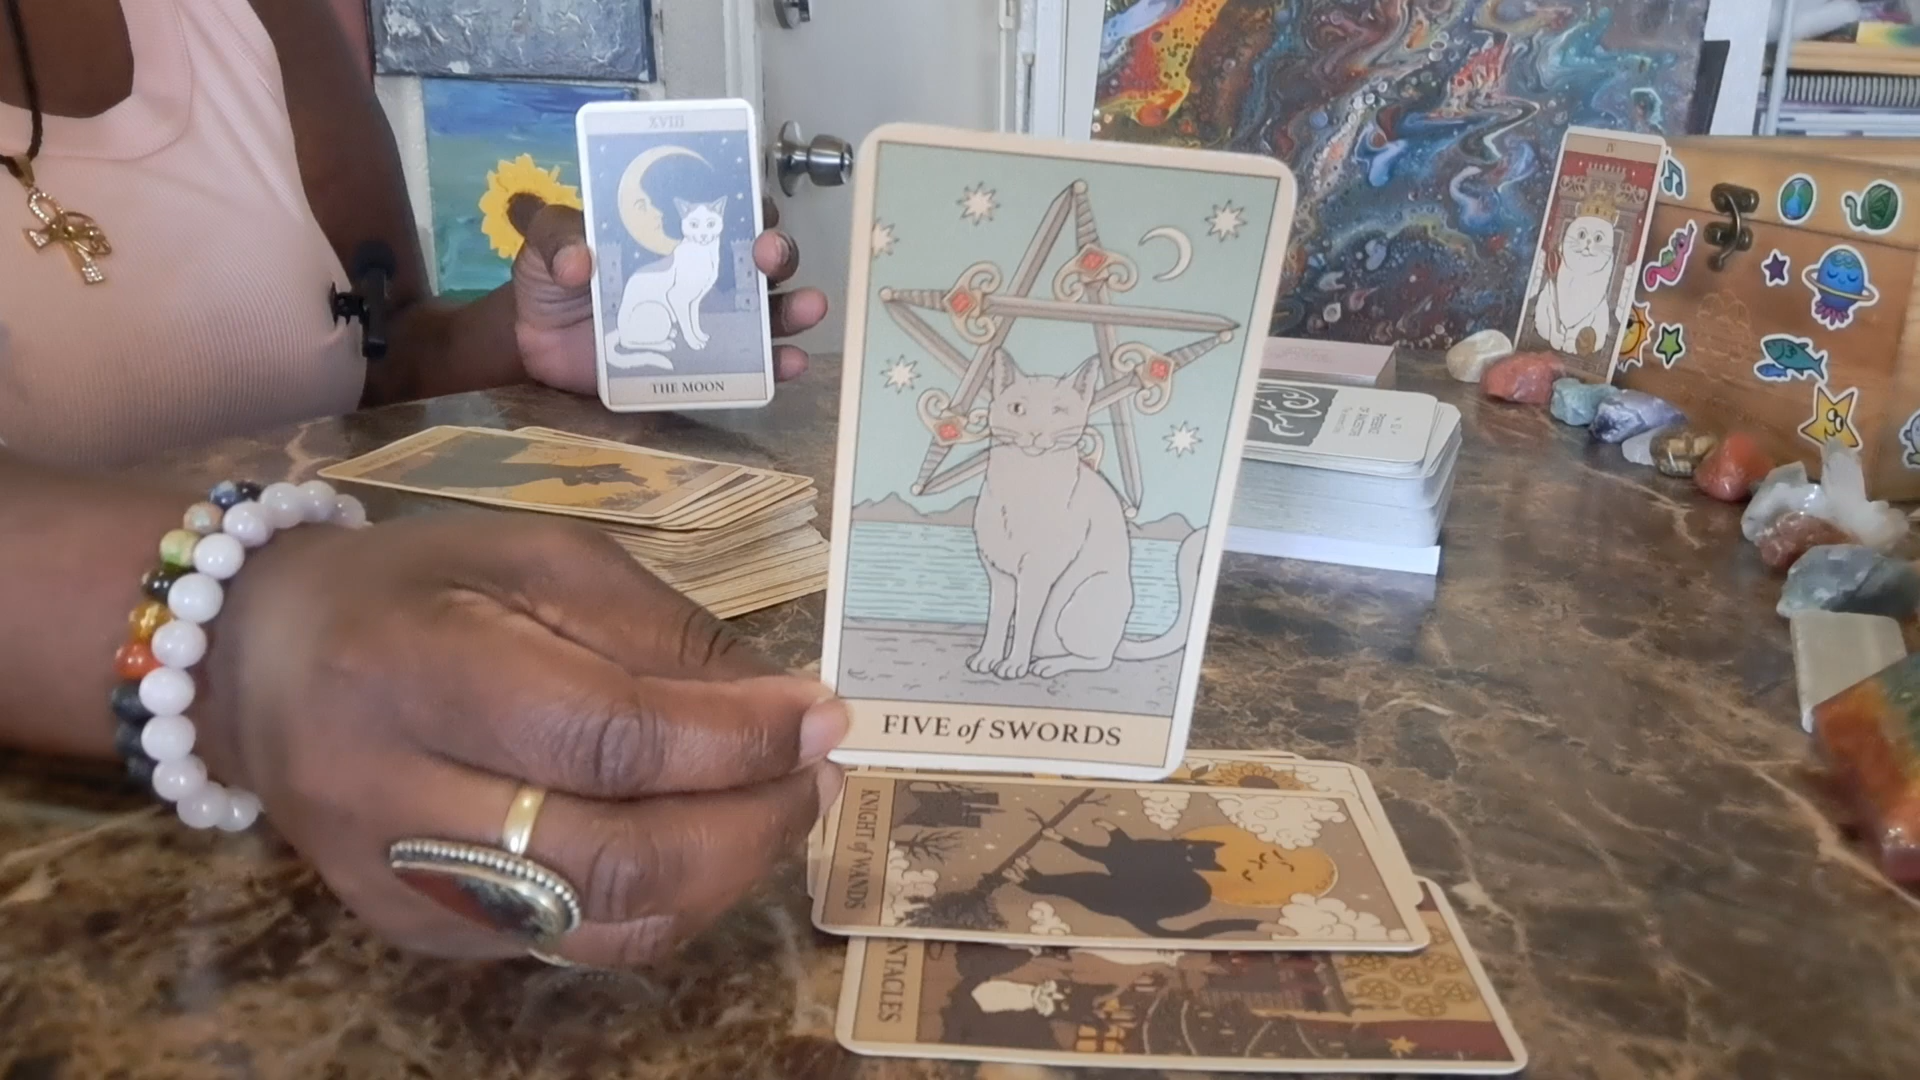 XVIII
THE MOON
IV
FIVE of SWORDS
KNIGHT of WANDS
NTACLES